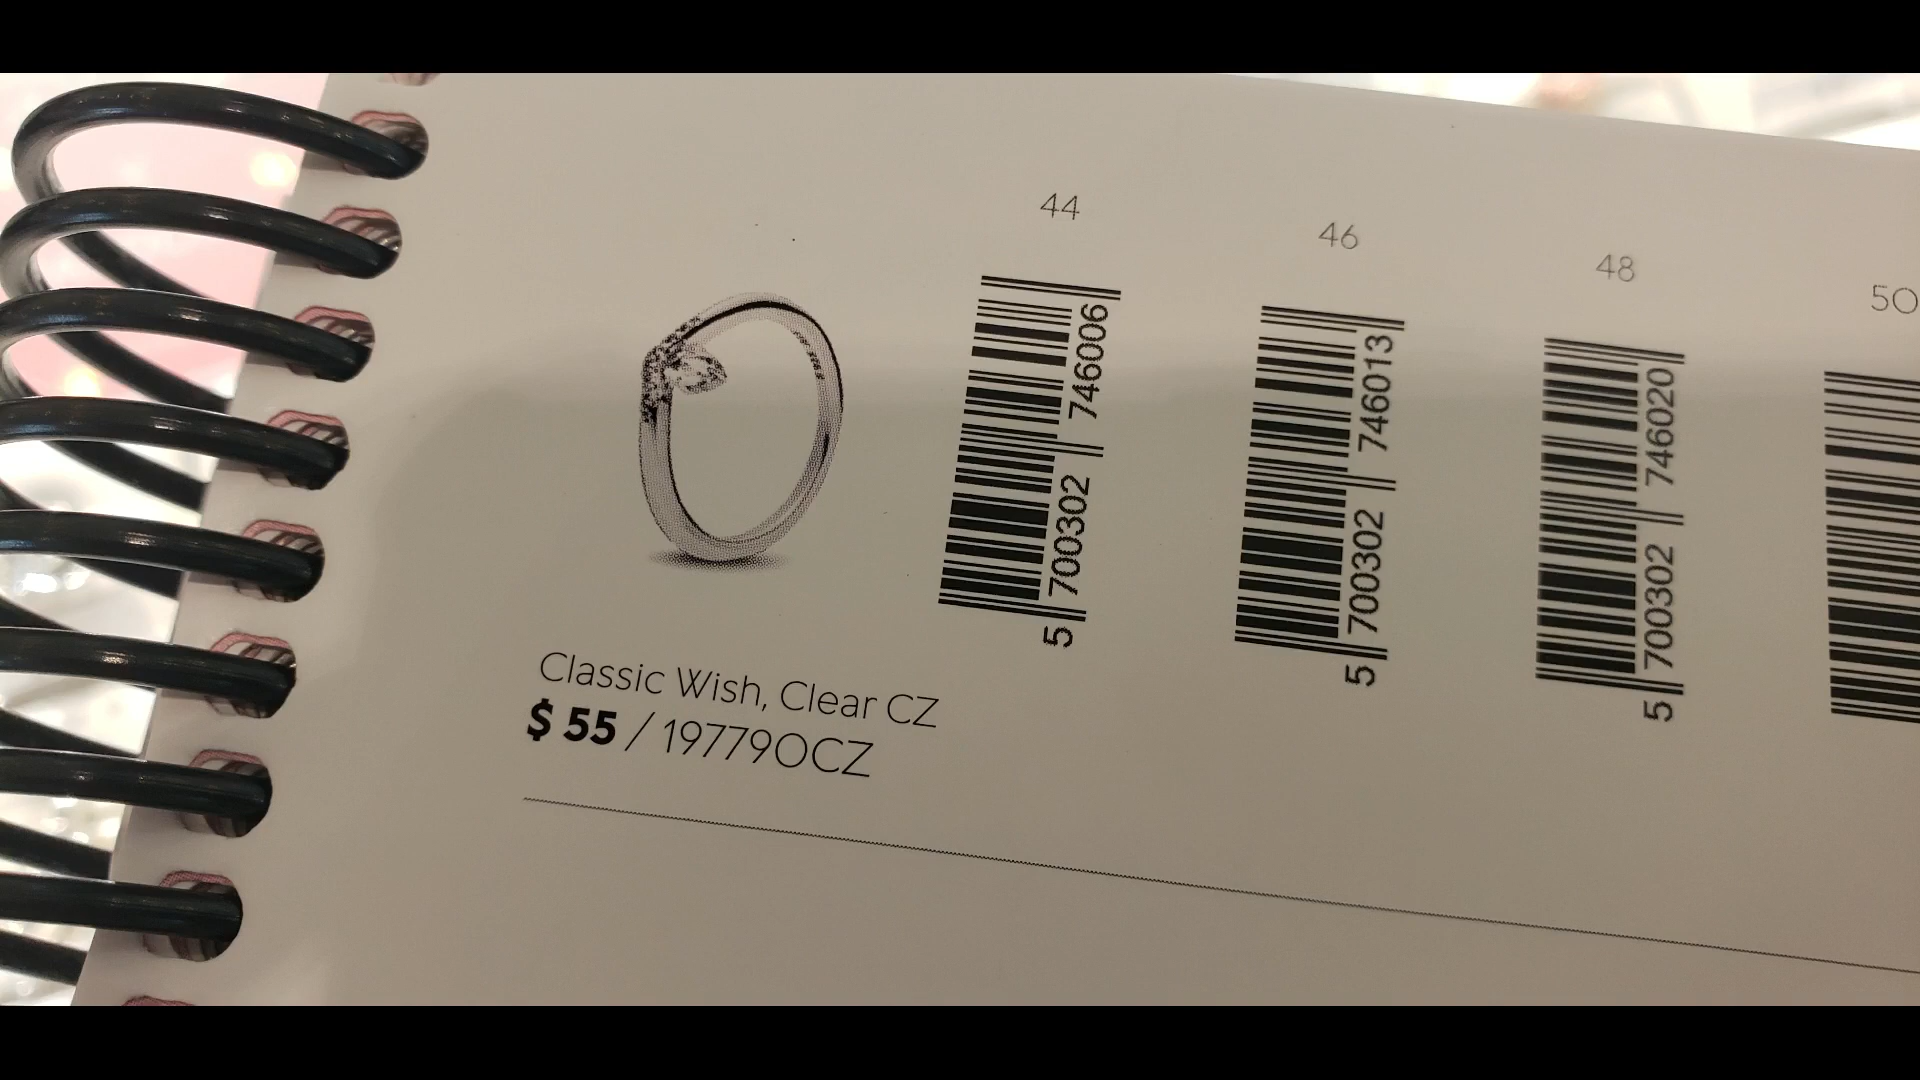 44
46
48
50
5 700302 746006
5 700302 746013
5 700302 746020
Classic Wish, Clear CZ
$ 55 / 197790CZ